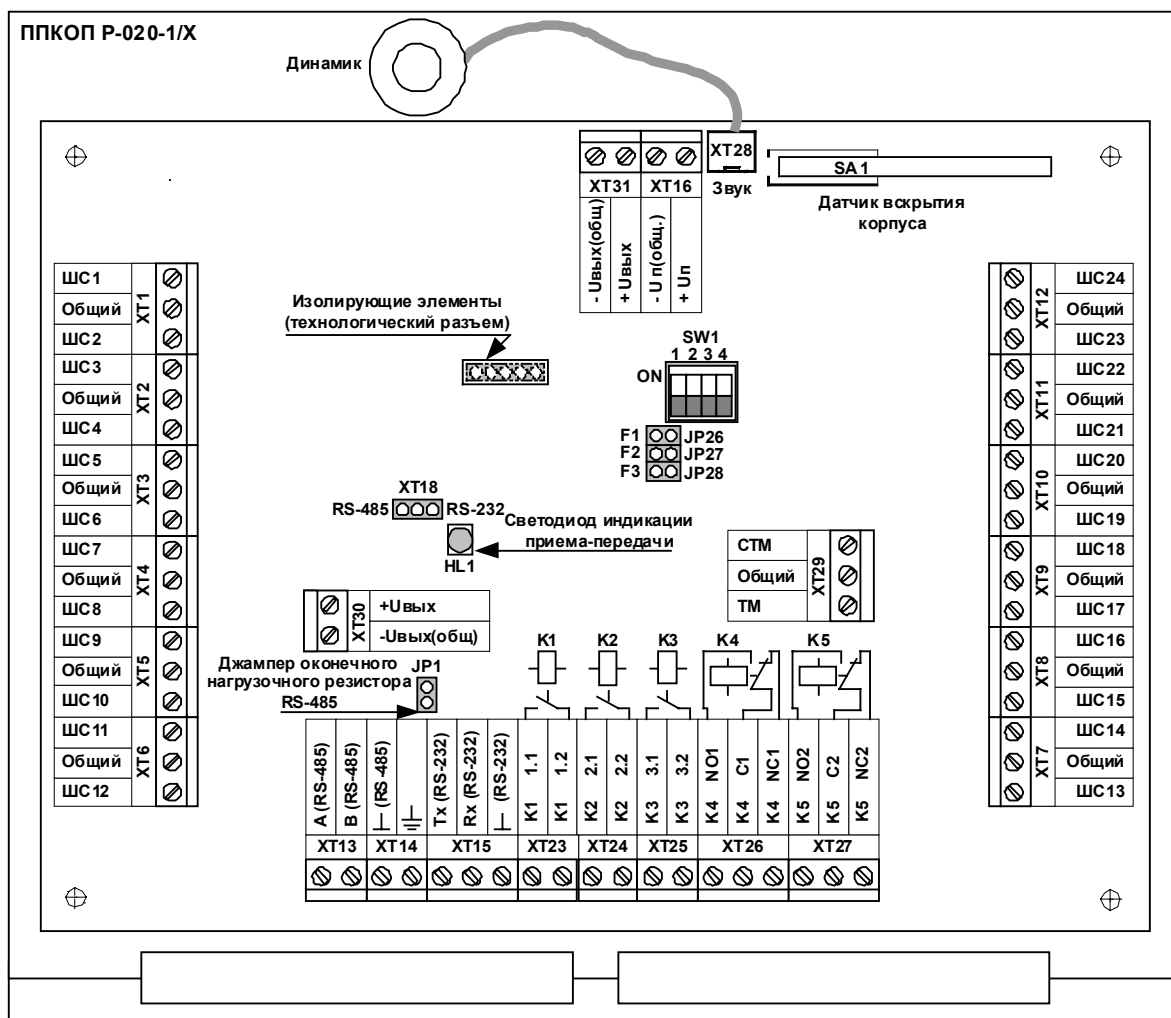 ППКОП Р-020-1/Х
Динамик
XT28
Звук
SA1
Датчик вскрытия
корпуса
XT31
XT16
- Uвых(общ)
+ Uвых
- U п(общ.)
+ Uп
Изолирующие элементы
(технологический разъем)
SW1
1 2 3 4
ON
F1
JP26
F2
JP27
F3
JP28
ШС1
Общий
ШС2
XT1
ШС3
Общий
ШС4
XT2
ШС5
Общий
ШС6
XT3
ШС7
Общий
ШС8
XT4
ШС9
Общий
ШС10
XT5
ШС11
Общий
ШС12
XT6
XT12
ШС24
Общий
ШС23
XT11
ШС22
Общий
ШС21
XT10
ШС20
Общий
ШС19
XT9
ШС18
Общий
ШС17
XT8
ШС16
Общий
ШС15
XT7
ШС14
Общий
ШС13
XT18
RS-485
RS-232
Светодиод индикации
приема-передачи
HL1
СТМ
Общий
ТМ
XT29
XT30
+Uвых
-Uвых(общ)
Джампер оконечного
нагрузочного резистора
RS-485
JP1
K1
K2
K3
K4
K5
A (RS-485)
B (RS-485)
(RS-485)
Tx (RS-232)
Rx (RS-232)
(RS-232)
K1 1.1
K1 1.2
K2 2.1
K2 2.2
K3 3.1
K3 3.2
K4 NO1
K4 C1
K4 NC1
K5 NO2
K5 C2
K5 NC2
XT13
XT14
XT15
XT23
XT24
XT25
XT26
XT27